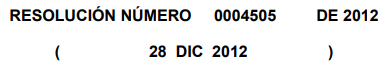 RESOLUCIÓN NÚMERO 0004505 DE 2012
( 28 DIC 2012 )